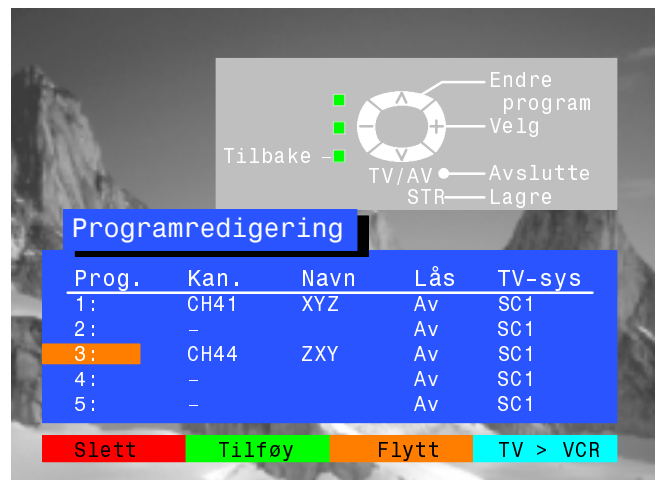 Endre
program
Velg
Tilbake
TV/AV Avslutte
STR Lagre
Programredigering
Prog. Kan. Navn Lås TV-sys
1: CH41 XYZ Av SC1
2: – Av SC1
3: CH44 ZXY Av SC1
4: – Av SC1
5: – Av SC1
Slett Tilføy Flytt TV > VCR